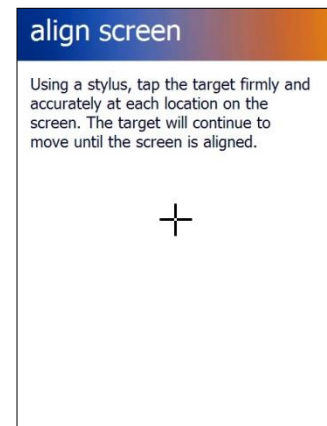 align screen
Using a stylus, tap the target firmly and
accurately at each location on the
screen. The target will continue to
move until the screen is aligned.